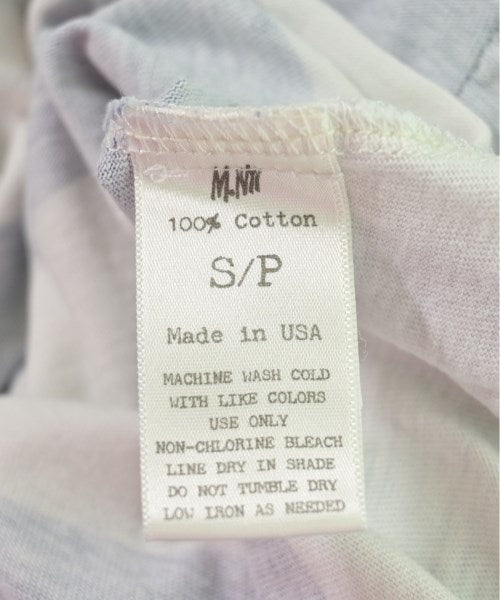 100% Cotton
S/P
Made in USA
MACHINE WASH COLD
WITH LIKE COLORS
USE ONLY
NON-CHLORINE BLEACH
LINE DRY IN SHADE
DO NOT TUMBLE DRY
LOW IRON AS NEEDED